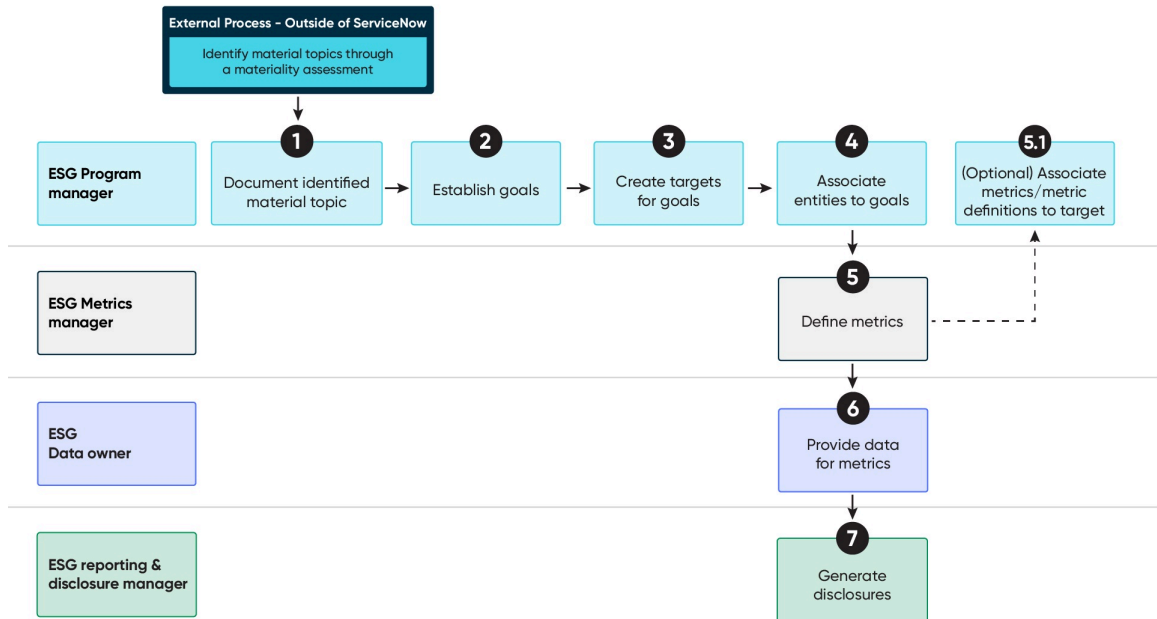 External Process - Outside of ServiceNow
Identify material topics through
a materiality assessment
1
2
3
4
5.1
ESG Program
manager
Document identified
material topic
Establish goals
Create targets
for goals
Associate
entities to goals
(Optional) Associate
metrics/metric
definitions to target
5
ESG Metrics
manager
Define metrics
6
ESG
Data owner
Provide data
for metrics
7
ESG reporting &
disclosure manager
Generate
disclosures